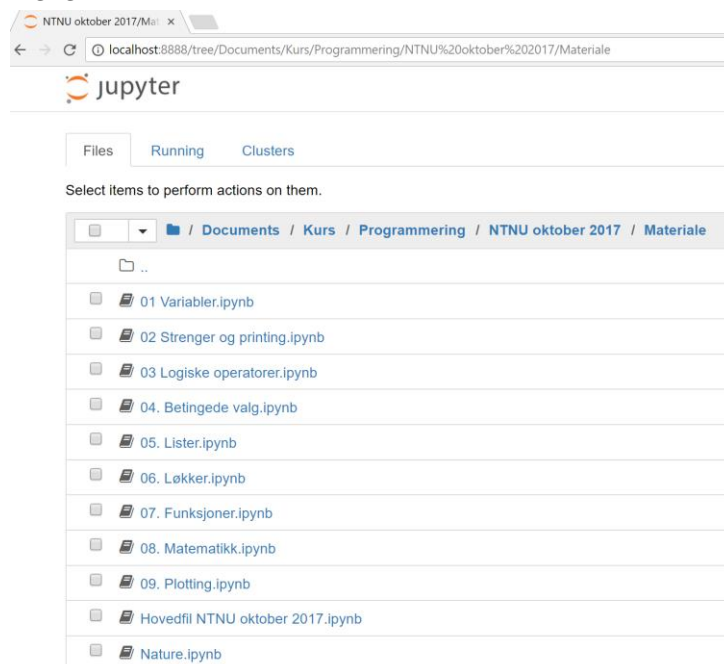 NTNU oktober 2017/Mat
localhost:8888/tree/Documents/Kurs/Programmering/NTNU%20oktober%202017/Materiale
jupyter
Files Running Clusters
Select items to perform actions on them.
/ Documents / Kurs / Programmering / NTNU oktober 2017 / Materiale
..
01 Variabler.ipynb
02 Strenger og printing.ipynb
03 Logiske operatorer.ipynb
04. Betingede valg.ipynb
05. Lister.ipynb
06. Løkker.ipynb
07. Funksjoner.ipynb
08. Matematikk.ipynb
09. Plotting.ipynb
Hovedfil NTNU oktober 2017.ipynb
Nature.ipynb